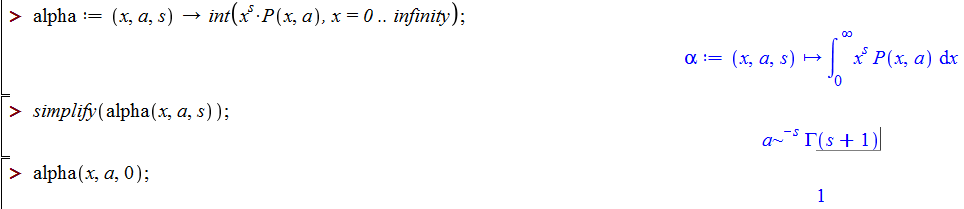 > alpha := (x, a, s) → int(x^s·P(x, a), x = 0 .. infinity);
α := (x, a, s) ↦ ∫_0^∞ x^s P(x, a) dx
> simplify(alpha(x, a, s));
a~^(-s) Γ(s + 1)
> alpha(x, a, 0);
1